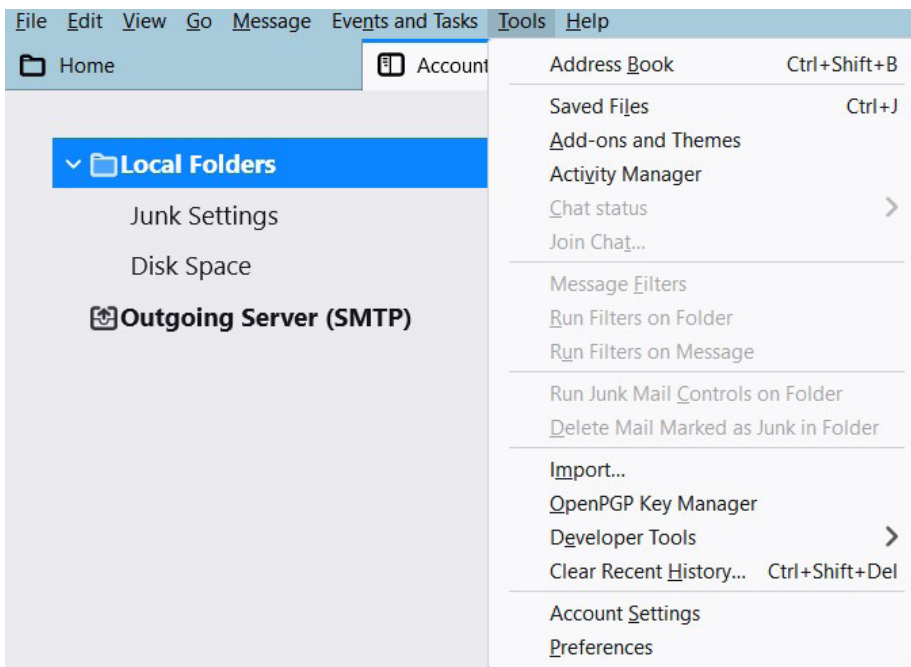 File Edit View Go Message Events and Tasks Tools Help
Home
Account
Local Folders
Junk Settings
Disk Space
Outgoing Server (SMTP)
Address Book Ctrl+Shift+B
Saved Files Ctrl+J
Add-ons and Themes
Activity Manager
Chat status
Join Chat...
Message Filters
Run Filters on Folder
Run Filters on Message
Run Junk Mail Controls on Folder
Delete Mail Marked as Junk in Folder
Import...
OpenPGP Key Manager
Developer Tools
Clear Recent History... Ctrl+Shift+Del
Account Settings
Preferences